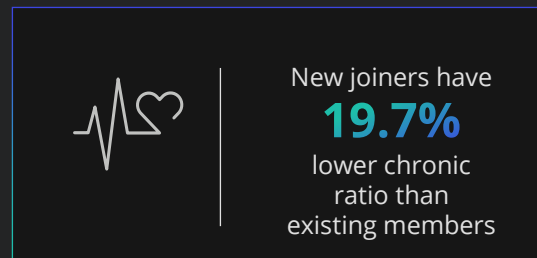 New joiners have
19.7%
lower chronic
ratio than
existing members